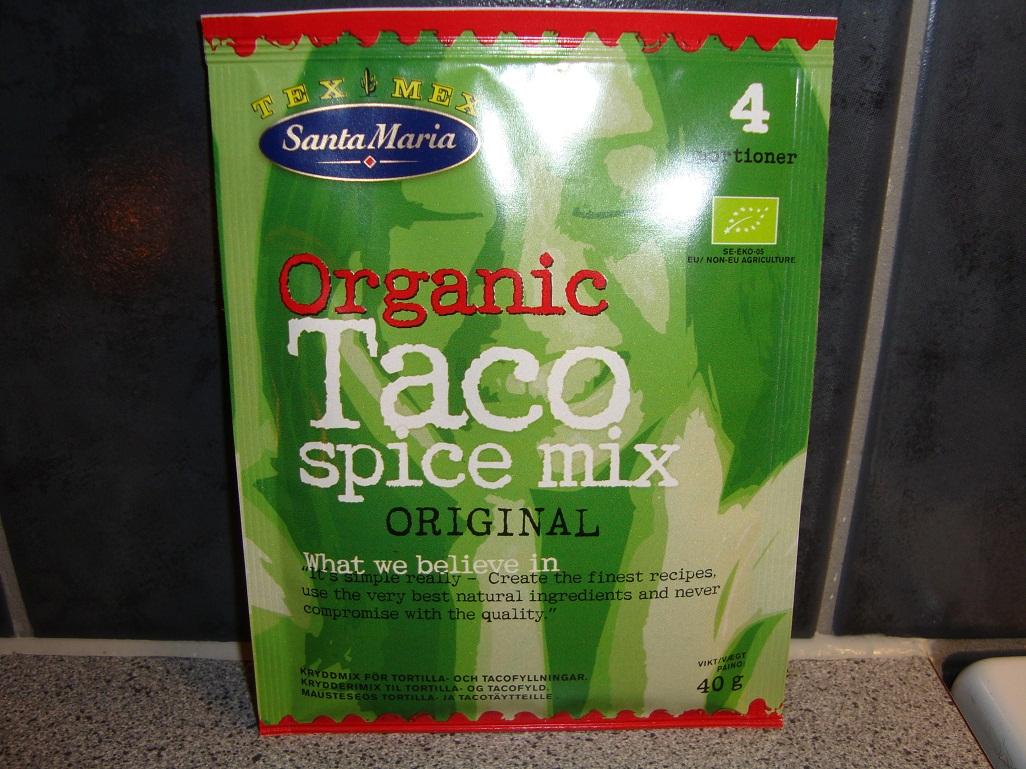 TEX MEX
Santa Maria
4
portioner
SE-EKO-05
EU/ NON-EU AGRICULTURE
Organic
Taco
spice mix
ORIGINAL
What we believe in
"It's simple really – Create the finest recipes,
use the very best natural ingredients and never
compromise with the quality."
VIKT/VÆGT
PAINO:
40 g
KRYDDMIX FÖR TORTILLA- OCH TACOFYLLNINGAR.
KRYDDERIMIX TIL TORTILLA- OG TACOFYLD.
MAUSTESEOS TORTILLA- JA TACOTÄYTTEILLE.